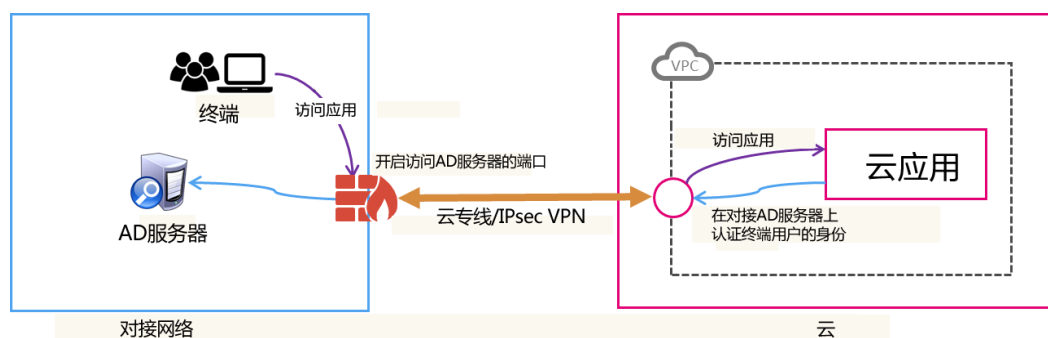 终端
访问应用
AD服务器
开启访问AD服务器的端口
云专线/IPsec VPN
VPC
访问应用
云应用
在对接AD服务器上
认证终端用户的身份
对接网络
云